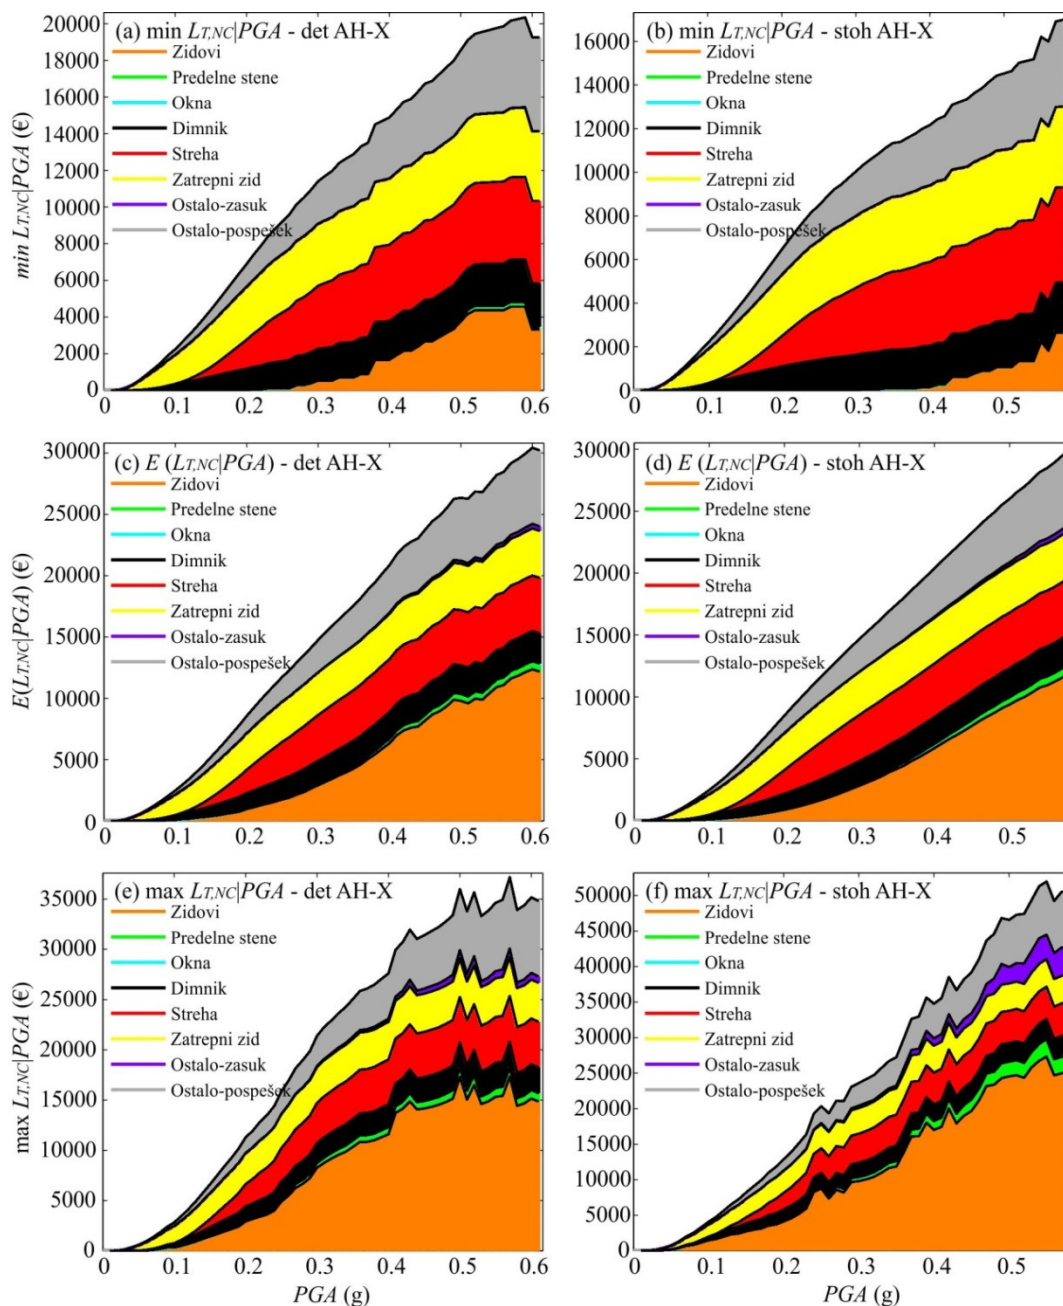 (a) min LT,NC|PGA - det AH-X
Zidovi
Predelne stene
Okna
Dimnik
Streha
Zatrepni zid
Ostalo-zasuk
Ostalo-pospešek
min LT,NC|PGA (€)
20000
18000
16000
14000
12000
10000
8000
6000
4000
2000
0
0 0.1 0.2 0.3 0.4 0.5 0.6
(b) min LT,NC|PGA - stoh AH-X
Zidovi
Predelne stene
Okna
Dimnik
Streha
Zatrepni zid
Ostalo-zasuk
Ostalo-pospešek
16000
14000
12000
10000
8000
6000
4000
2000
0
0 0.1 0.2 0.3 0.4 0.5
(c) E (LT,NC|PGA) - det AH-X
Zidovi
Predelne stene
Okna
Dimnik
Streha
Zatrepni zid
Ostalo-zasuk
Ostalo-pospešek
E(LT,NC|PGA) (€)
30000
25000
20000
15000
10000
5000
0
0 0.1 0.2 0.3 0.4 0.5 0.6
(d) E (LT,NC|PGA) - stoh AH-X
Zidovi
Predelne stene
Okna
Dimnik
Streha
Zatrepni zid
Ostalo-zasuk
Ostalo-pospešek
30000
25000
20000
15000
10000
5000
0
0 0.1 0.2 0.3 0.4 0.5
(e) max LT,NC|PGA - det AH-X
Zidovi
Predelne stene
Okna
Dimnik
Streha
Zatrepni zid
Ostalo-zasuk
Ostalo-pospešek
max LT,NC|PGA (€)
35000
30000
25000
20000
15000
10000
5000
0
0 0.1 0.2 0.3 0.4 0.5 0.6
PGA (g)
(f) max LT,NC|PGA - stoh AH-X
Zidovi
Predelne stene
Okna
Dimnik
Streha
Zatrepni zid
Ostalo-zasuk
Ostalo-pospešek
50000
45000
40000
35000
30000
25000
20000
15000
10000
5000
0
0 0.1 0.2 0.3 0.4 0.5
PGA (g)